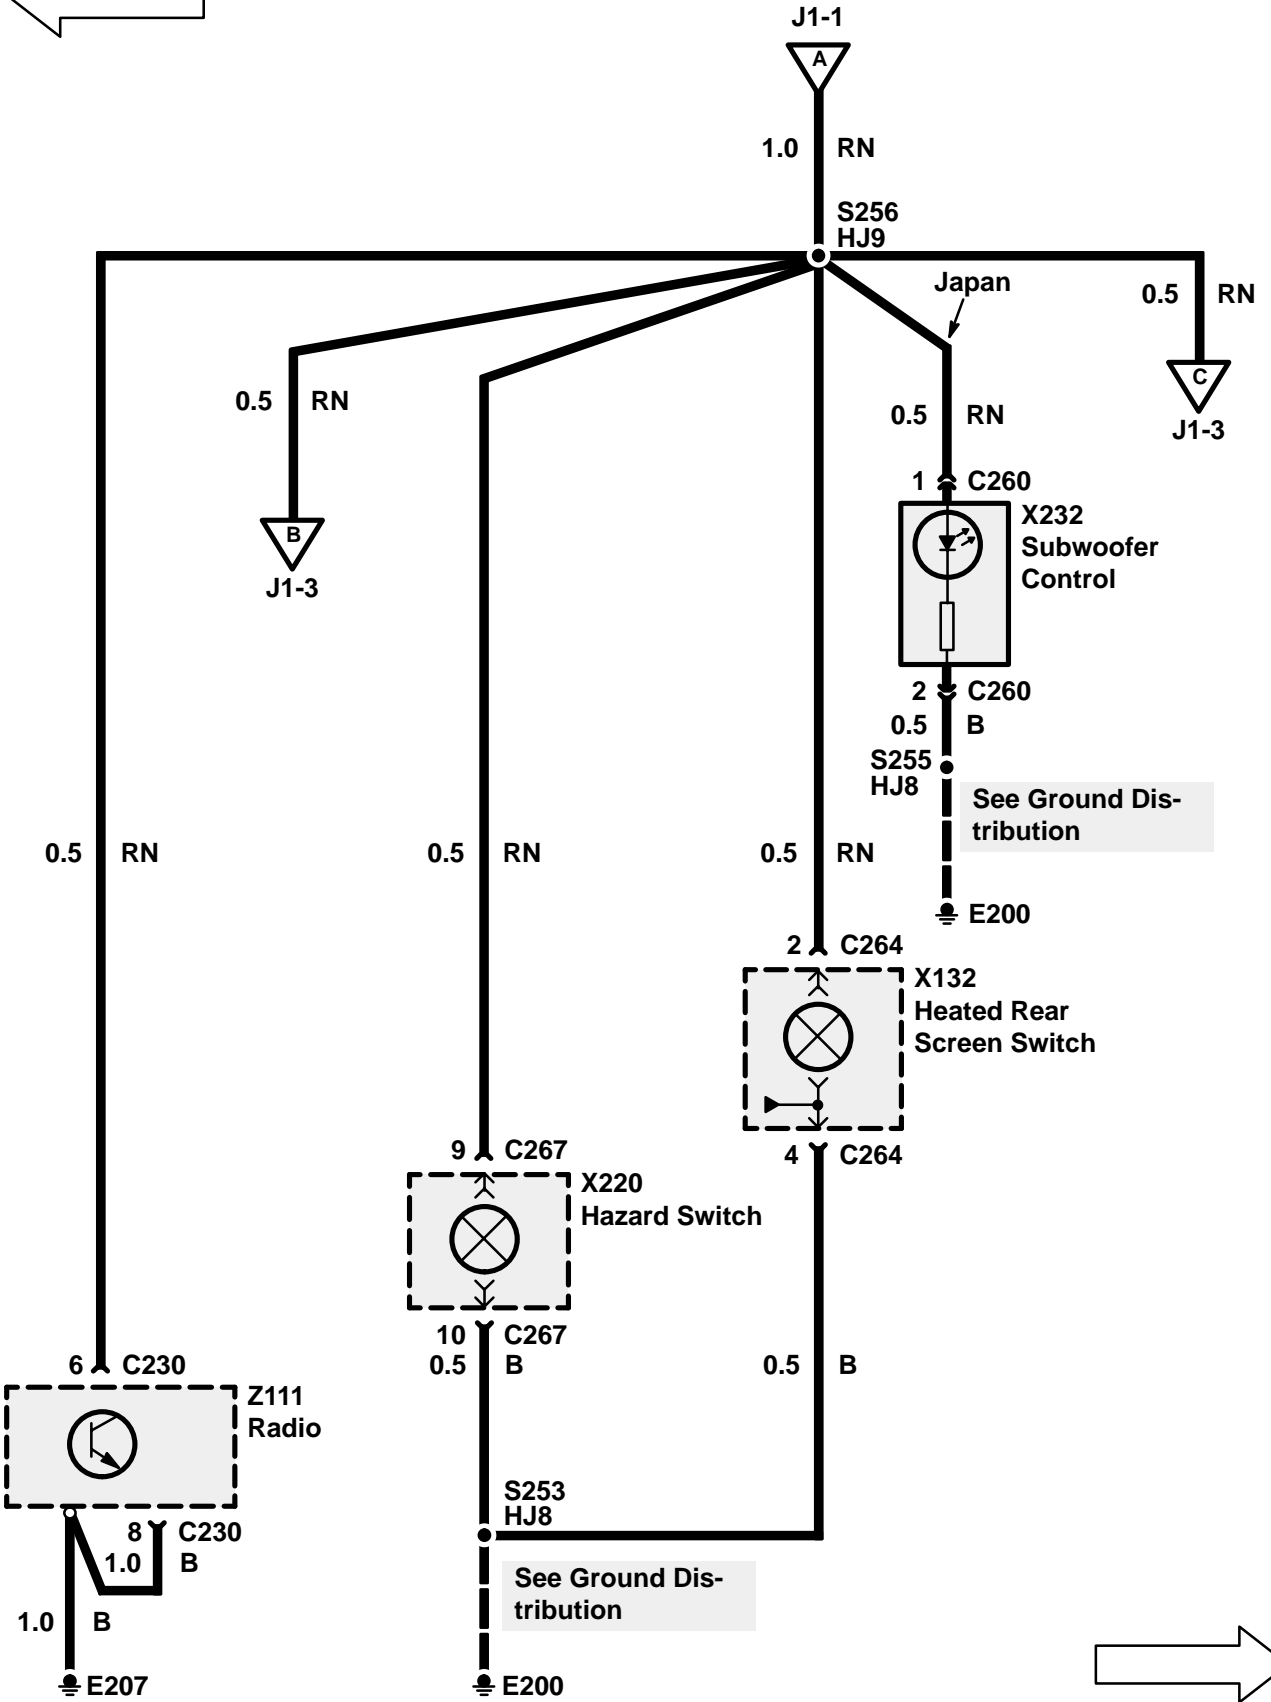 J1-1
A
1.0 RN
S256
HJ9
Japan
0.5 RN
C
J1-3
0.5 RN
B
J1-3
0.5 RN
1 C260
X232
Subwoofer
Control
2 C260
0.5 B
S255
HJ8
See Ground Dis-
tribution
E200
0.5 RN
0.5 RN
0.5 RN
2 C264
X132
Heated Rear
Screen Switch
4 C264
9 C267
X220
Hazard Switch
10 C267
0.5 B
0.5 B
6 C230
Z111
Radio
8 C230
1.0 B
1.0 B
E207
S253
HJ8
See Ground Dis-
tribution
E200